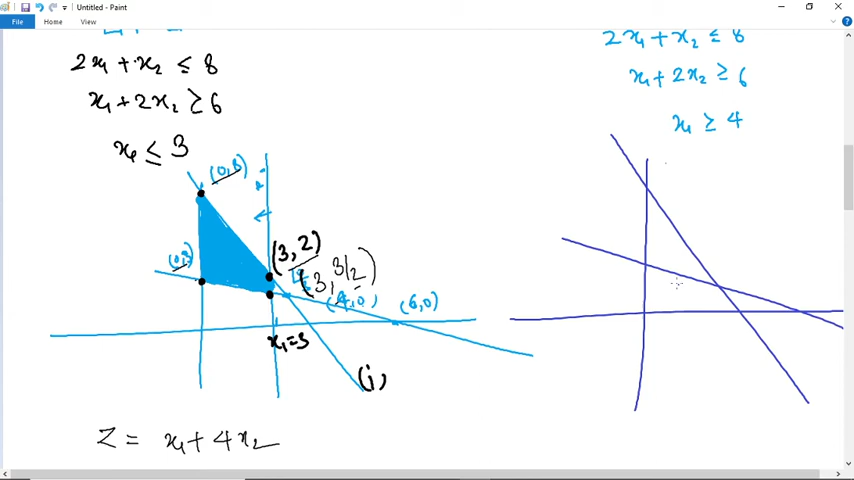 Untitled - Paint
File Home View
2x₁ + x₂ ≤ 8
x₁ + 2x₂ ≥ 6
x₁ ≤ 3
(0,8)
(0,3)
(3,2)
(3, 3/2)
(4,0)
(6,0)
x₁=3
(i)
Z = x₁ + 4x₂
2x₁ + x₂ ≤ 8
x₁ + 2x₂ ≥ 6
x₁ ≥ 4